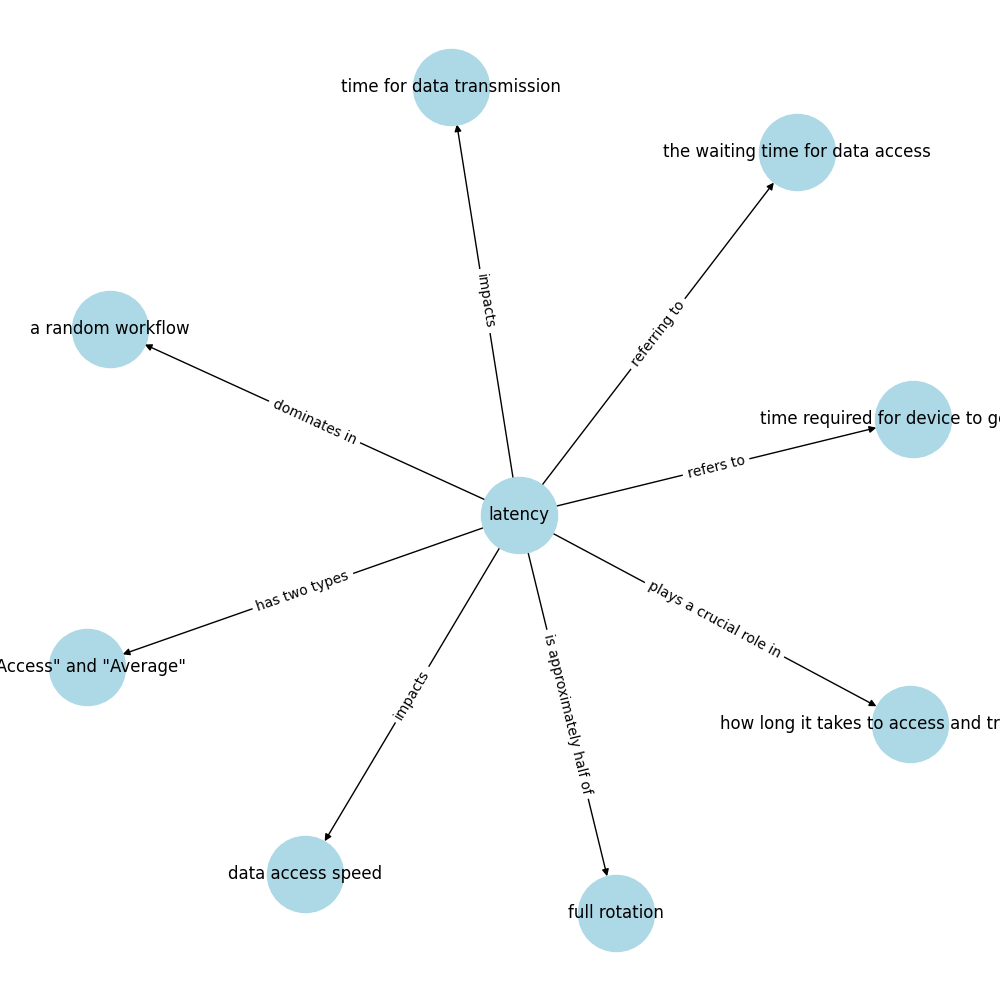 time for data transmission
the waiting time for data access
impacts
referring to
a random workflow
dominates in
time required for device to
refers to
latency
has two types
plays a crucial role in
Access" and "Average"
impacts
is approximately half of
how long it takes to access and
data access speed
full rotation